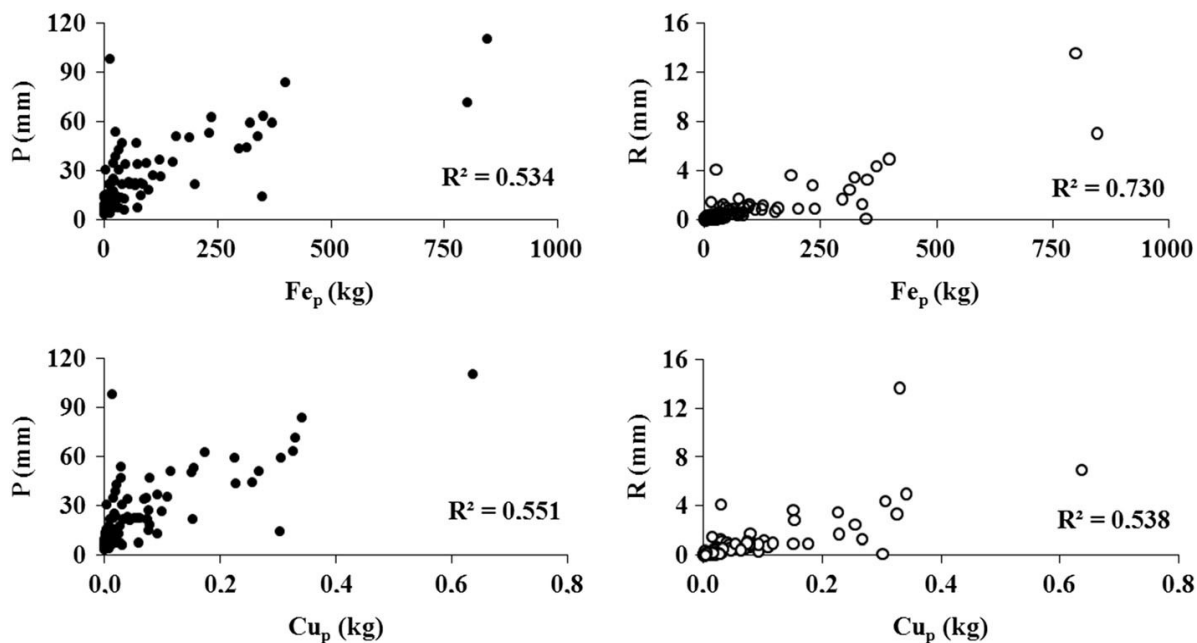 120
90
60
30
0
P (mm)
R² = 0.534
0 250 500 750 1000
Fep (kg)
16
12
8
4
0
R (mm)
R² = 0.730
0 250 500 750 1000
Fep (kg)
120
90
60
30
0
P (mm)
R² = 0.551
0.0 0.2 0.4 0.6 0.8
Cup (kg)
16
12
8
4
0
R (mm)
R² = 0.538
0.0 0.2 0.4 0.6 0.8
Cup (kg)